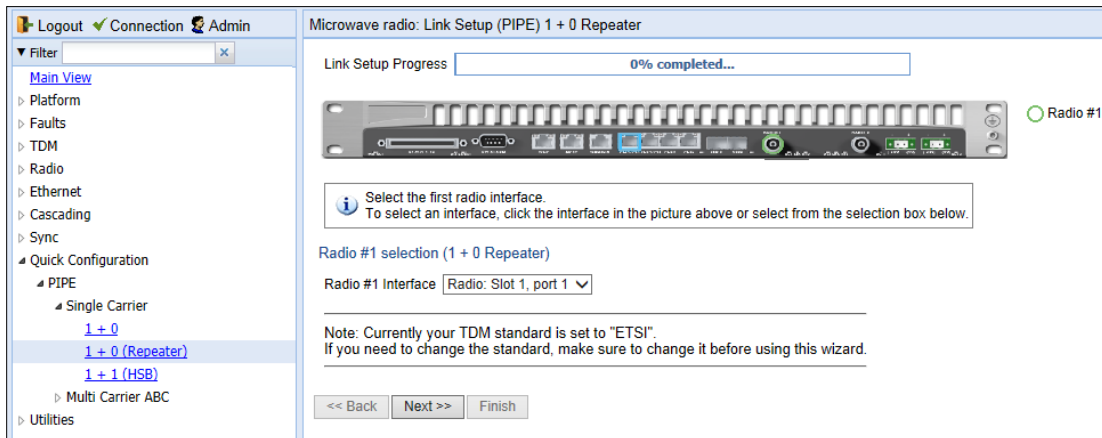 Logout Connection Admin
Microwave radio: Link Setup (PIPE) 1 + 0 Repeater
Filter
Main View
Platform
Faults
TDM
Radio
Ethernet
Cascading
Sync
Quick Configuration
PIPE
Single Carrier
1 + 0
1 + 0 (Repeater)
1 + 1 (HSB)
Multi Carrier ABC
Utilities
Link Setup Progress 0% completed...
Radio #1
Select the first radio interface.
To select an interface, click the interface in the picture above or select from the selection box below.
Radio #1 selection (1 + 0 Repeater)
Radio #1 Interface Radio: Slot 1, port 1
Note: Currently your TDM standard is set to "ETSI".
If you need to change the standard, make sure to change it before using this wizard.
<< Back Next >> Finish